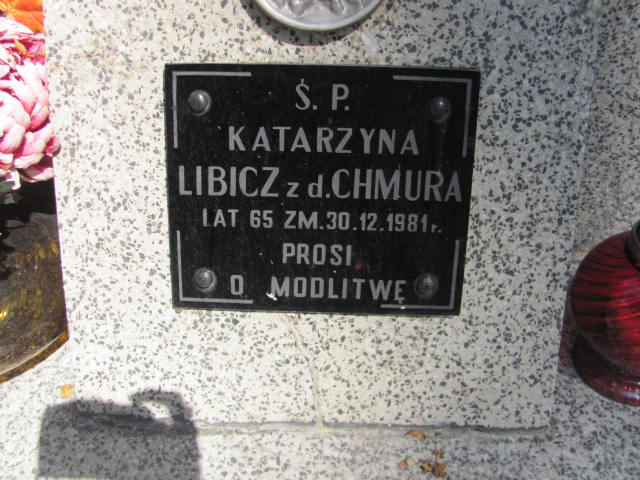 Ś. P.
KATARZYNA
LIBICZ z d. CHMURA
LAT 65 ZM. 30.12.1981 r.
PROSI
O MODLITWĘ